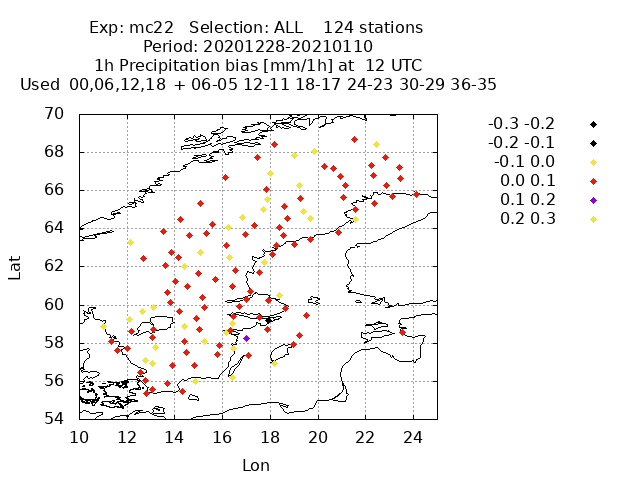 Exp: mc22   Selection: ALL    124 stations
Period: 20201228-20210110
1h Precipitation bias [mm/1h] at  12 UTC
Used  00,06,12,18  + 06-05 12-11 18-17 24-23 30-29 36-35
-0.3 -0.2
-0.2 -0.1
-0.1 0.0
0.0 0.1
0.1 0.2
0.2 0.3
70
68
66
64
62
60
58
56
54
Lat
10 12 14 16 18 20 22 24
Lon